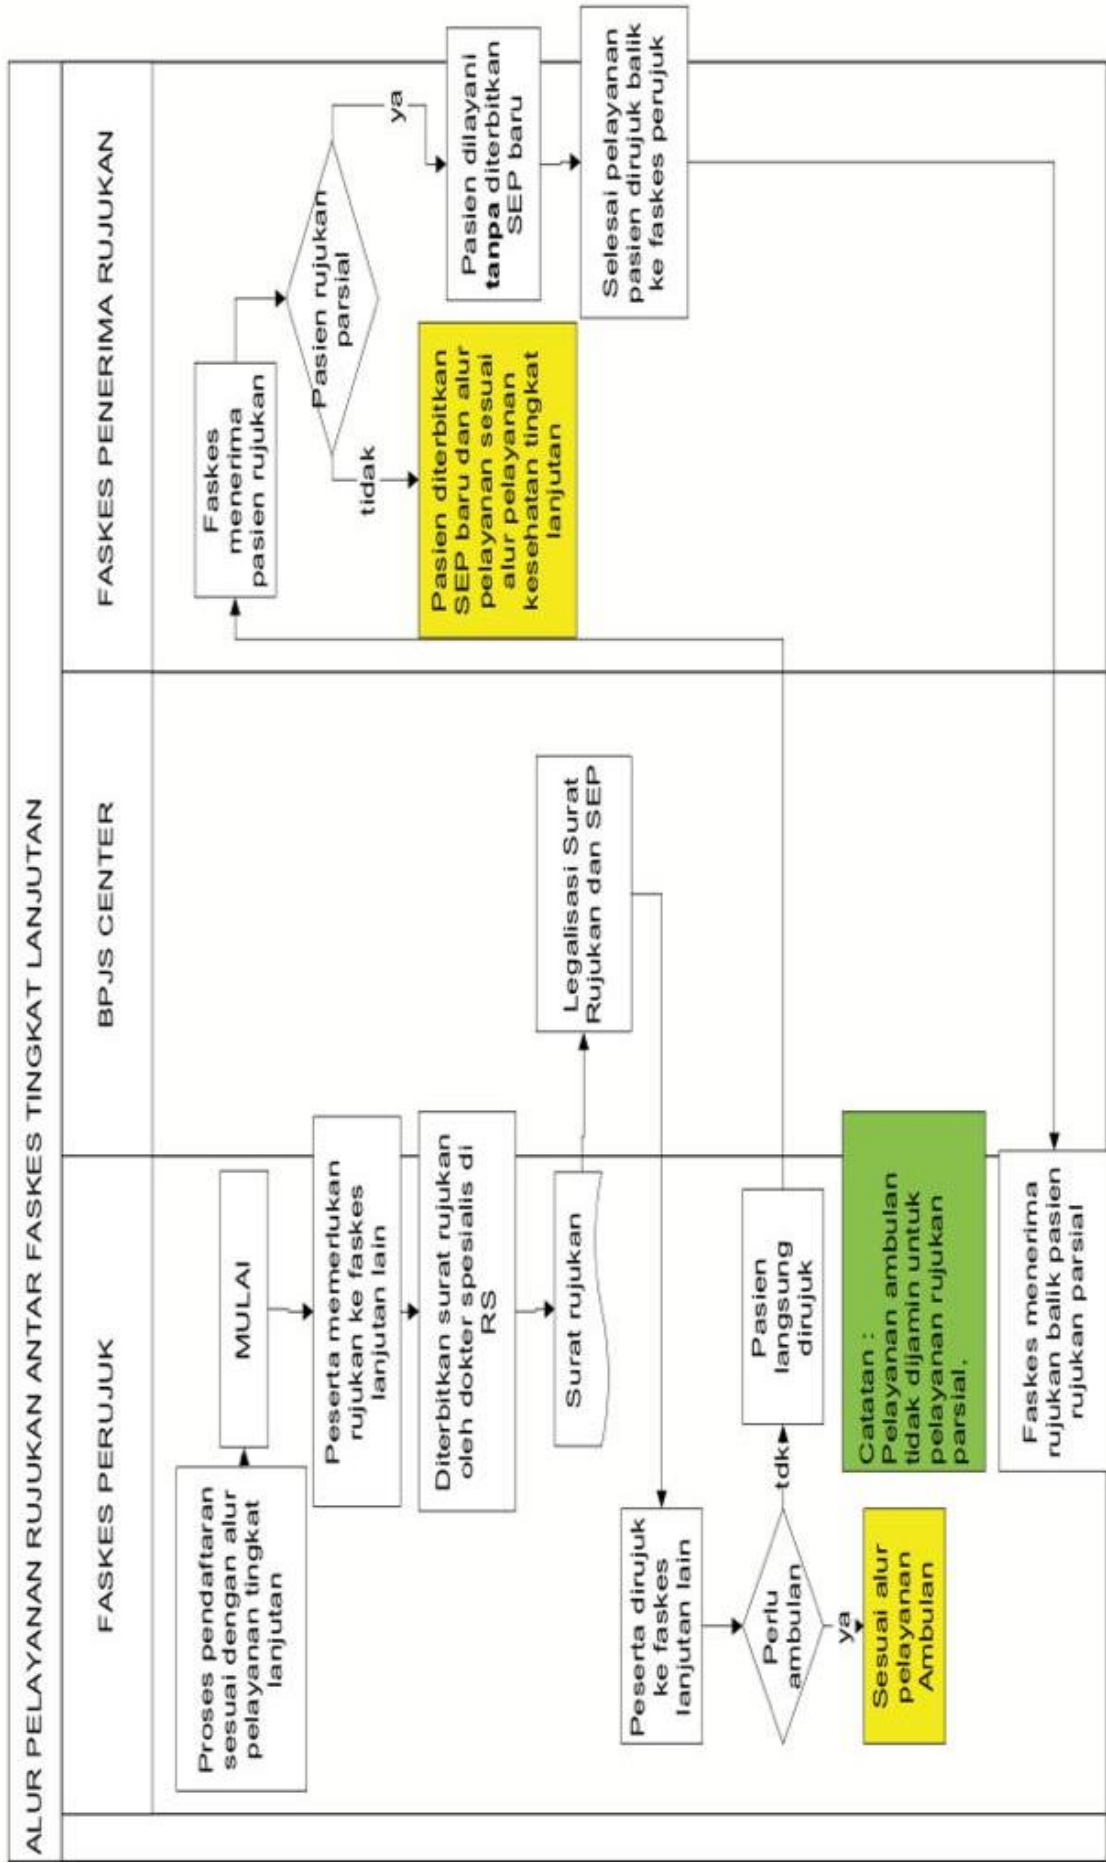 ALUR PELAYANAN RUJUKAN ANTAR FASKES TINGKAT LANJUTAN
FASKES PERUJUK
BPJS CENTER
FASKES PENERIMA RUJUKAN
Proses pendaftaran
sesuai dengan alur
pelayanan tingkat
lanjutan
MULAI
Peserta memerlukan
rujukan ke faskes
lanjutan lain
Diterbitkan surat rujukan
oleh dokter spesialis di
RS
Surat rujukan
Legalisasi Surat
Rujukan dan SEP
Peserta dirujuk
ke faskes
lanjutan lain
Perlu
ambulan
ya
Sesuai alur
pelayanan
Ambulan
tdk
Pasien
langsung
dirujuk
Catatan :
Pelayanan ambulan
tidak dijamin untuk
pelayanan rujukan
parsial.
Faskes
menerima
pasien rujukan
Pasien rujukan
parsial
tidak
Pasien diterbitkan
SEP baru dan alur
pelayanan sesuai
alur pelayanan
kesehatan tingkat
lanjutan
ya
Pasien dilayani
tanpa diterbitkan
SEP baru
Selesai pelayanan
pasien dirujuk balik
ke faskes perujuk
Faskes menerima
rujukan balik pasien
rujukan parsial